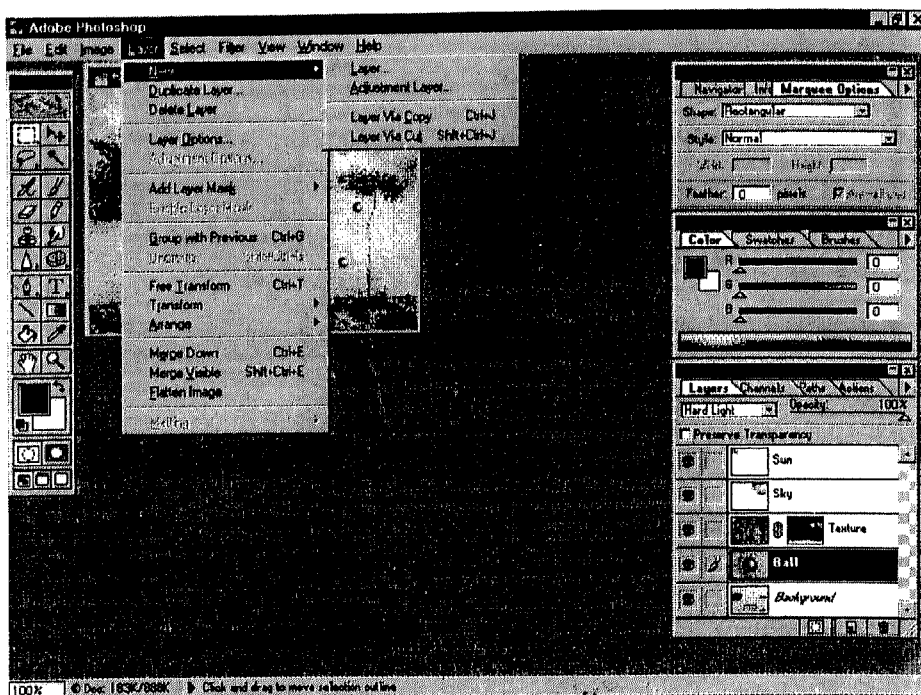 Adobe Photoshop
File Edit Image Layer Select Filter View Window Help
New
Duplicate Layer...
Delete Layer
Layer Options...
Adjustment Options...
Add Layer Mask
Group with Previous Ctrl+G
Free Transform Ctrl+T
Transform
Arrange
Merge Down Ctrl+E
Merge Visible Shift+Ctrl+E
Flatten Image
Matting
Layer...
Adjustment Layer...
Layer Via Copy Ctrl+J
Layer Via Cut Shift+Ctrl+J
Navigator Marquee Options
Shape: Rectangular
Style: Normal
Width: Height:
Feather: 0 pixels
Color Swatches Brushes
R 0
G 0
B 0
Layers Channels Paths Actions
Hard Light Opacity: 100%
Preserve Transparency
Sun
Sky
Texture
Ball
Background
100% Doc: Click and drag to move selection outline